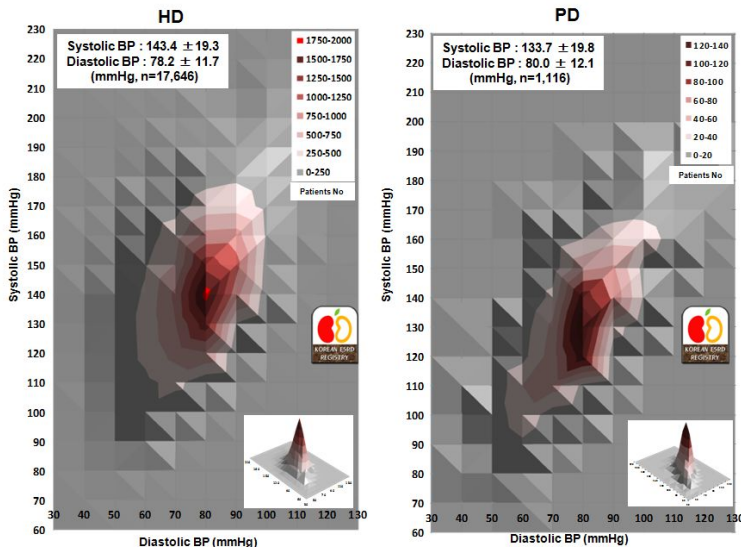 HD
Systolic BP : 143.4 ±19.3
Diastolic BP : 78.2 ± 11.7
(mmHg, n=17,646)
1750-2000
1500-1750
1250-1500
1000-1250
750-1000
500-750
250-500
0-250
Patients No
Systolic BP (mmHg)
230
220
210
200
190
180
170
160
150
140
130
120
110
100
90
80
70
60
KOREAN ESRD
REGISTRY
30 40 50 60 70 80 90 100 110 120 130
Diastolic BP (mmHg)
PD
Systolic BP : 133.7 ±19.8
Diastolic BP : 80.0 ± 12.1
(mmHg, n=1,116)
120-140
100-120
80-100
60-80
40-60
20-40
0-20
Patients No
Systolic BP (mmHg)
230
220
210
200
190
180
170
160
150
140
130
120
110
100
90
80
70
60
KOREAN ESRD
REGISTRY
30 40 50 60 70 80 90 100 110 120 130
Diastolic BP (mmHg)